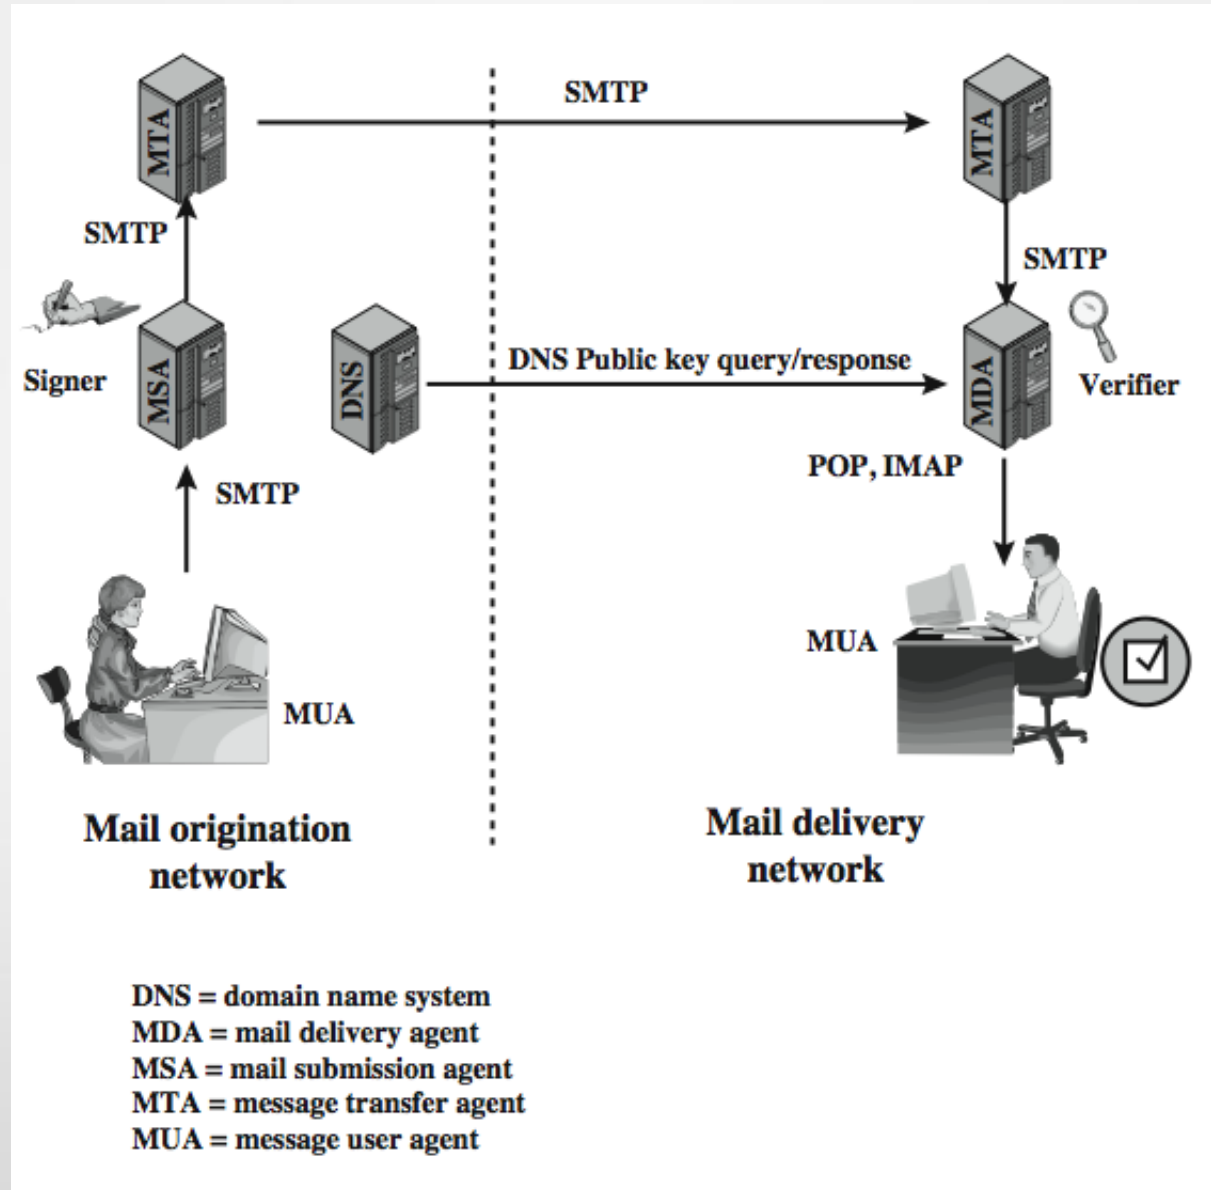 SMTP
MTA
MTA
SMTP
SMTP
Signer
MSA
DNS
DNS Public key query/response
MDA
Verifier
POP, IMAP
SMTP
MUA
MUA
Mail origination
network
Mail delivery
network
DNS = domain name system
MDA = mail delivery agent
MSA = mail submission agent
MTA = message transfer agent
MUA = message user agent